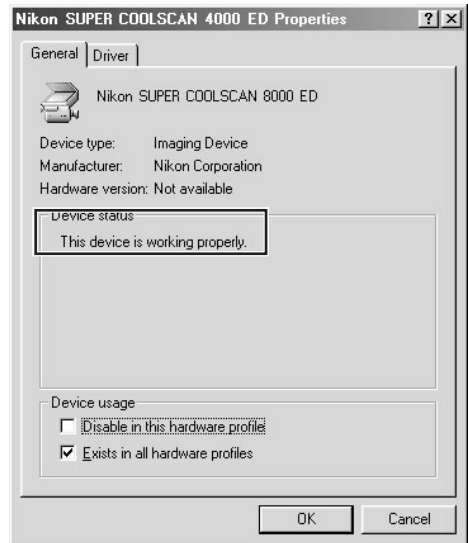 Nikon SUPER COOLSCAN 4000 ED Properties
General Driver
Nikon SUPER COOLSCAN 8000 ED
Device type: Imaging Device
Manufacturer: Nikon Corporation
Hardware version: Not available
Device status
This device is working properly.
Device usage
Disable in this hardware profile
Exists in all hardware profiles
OK Cancel